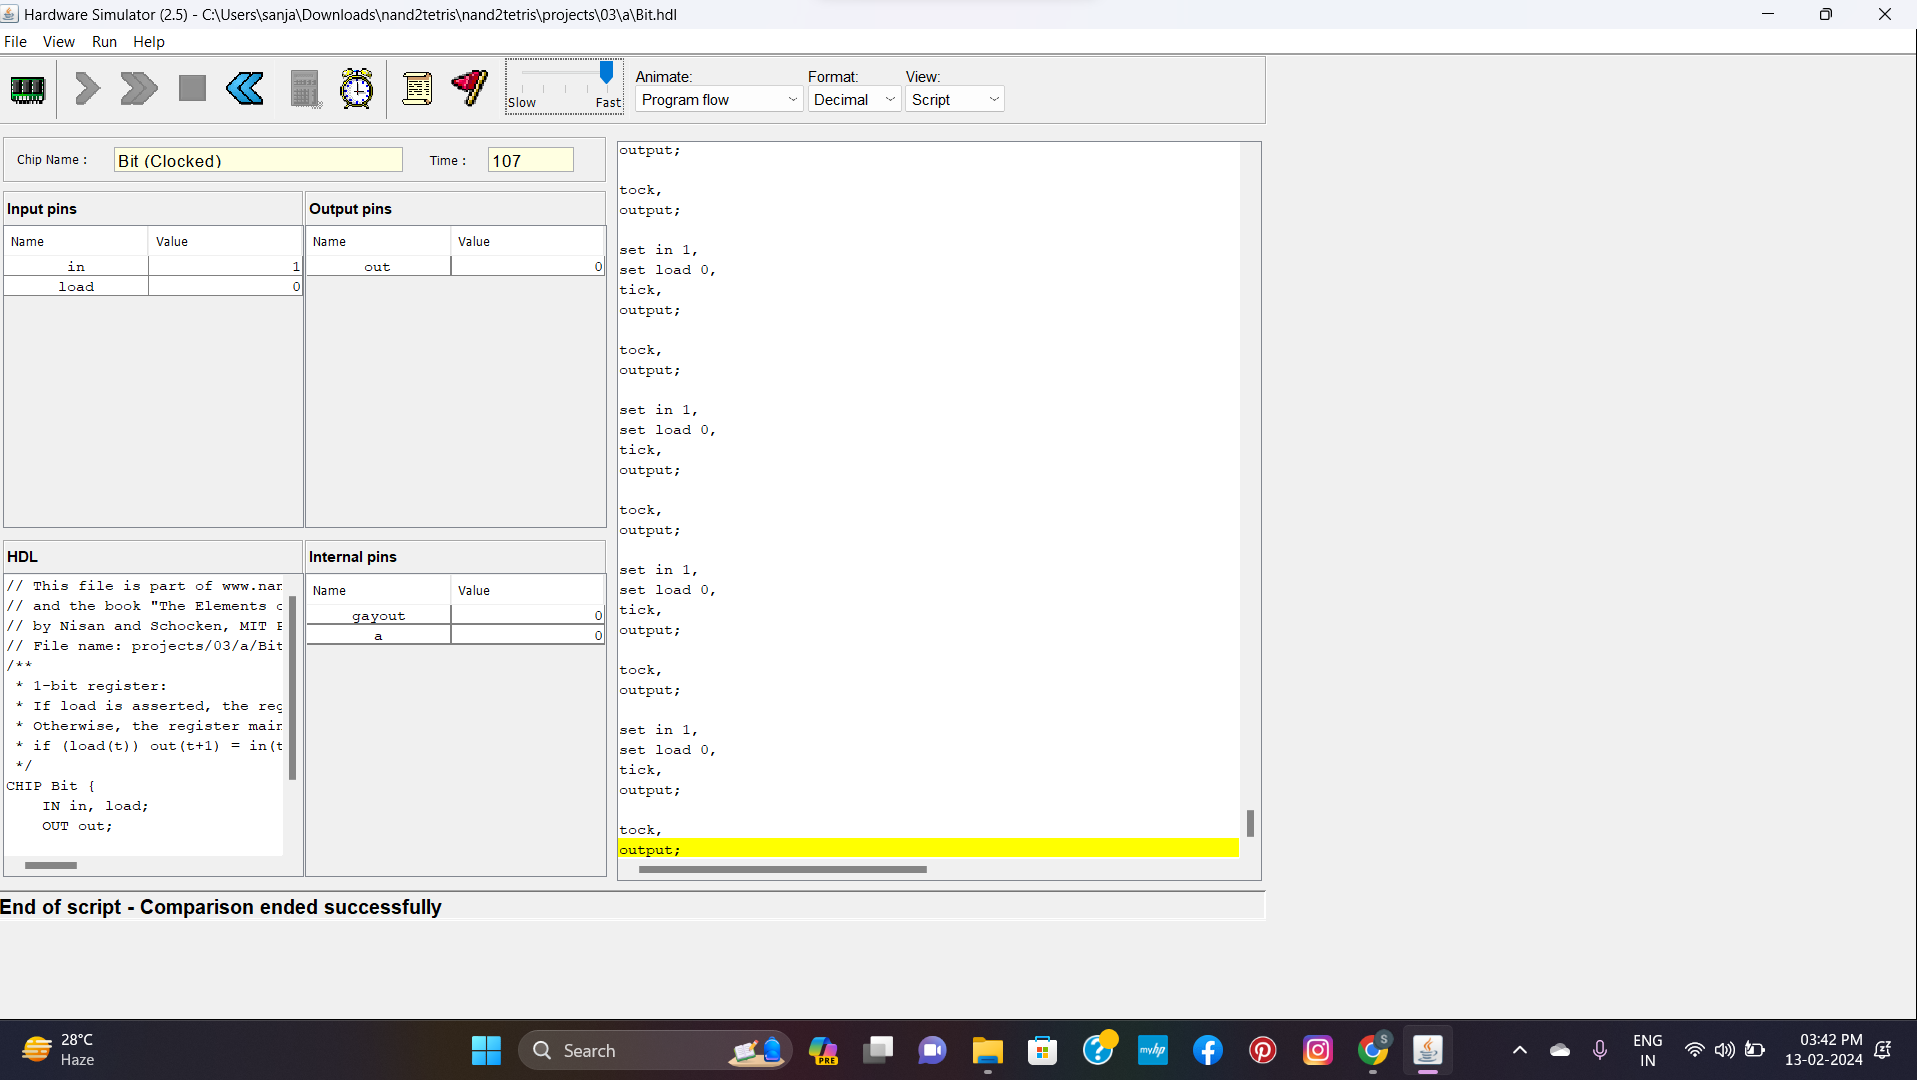 Hardware Simulator (2.5) - C:\Users\sanja\Downloads\nand2tetris\nand2tetris\projects\03\a\Bit.hdl
File View Run Help
Slow Fast
Animate:
Program flow
Format:
Decimal
View:
Script
Chip Name :
Bit (Clocked)
Time :
107
Input pins
Name Value
in 1
load 0
Output pins
Name Value
out 0
HDL
// This file is part of www.nan
// and the book "The Elements o
// by Nisan and Schocken, MIT P
// File name: projects/03/a/Bit
/**
* 1-bit register:
* If load is asserted, the reg
* Otherwise, the register main
* if (load(t)) out(t+1) = in(t
*/
CHIP Bit {
IN in, load;
OUT out;
Internal pins
Name Value
gayout 0
a 0
output;
tock,
output;
set in 1,
set load 0,
tick,
output;
tock,
output;
set in 1,
set load 0,
tick,
output;
tock,
output;
set in 1,
set load 0,
tick,
output;
tock,
output;
set in 1,
set load 0,
tick,
output;
tock,
output;
End of script - Comparison ended successfully
28°C
Haze
Search
PRE
myhp
S
ENG
IN
03:42 PM
13-02-2024